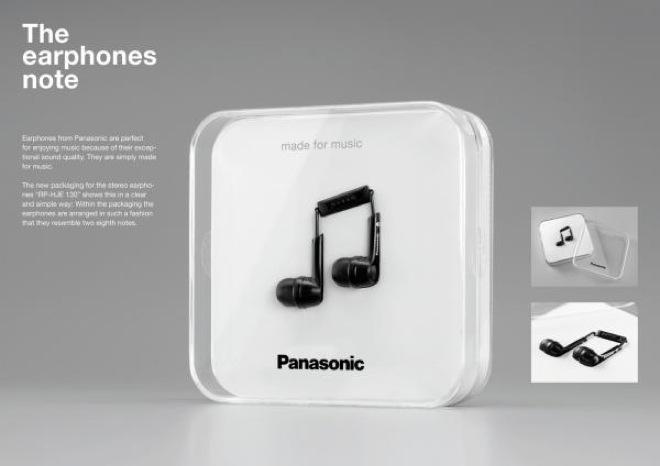 The
earphones
note
Earphones from Panasonic are perfect
for enjoying music because of their excep-
tional sound quality. They are simply made
for music.
The new packaging for the stereo earpho-
nes “RP-HJE 130” shows this in a clear
and simple way: Within the packaging the
earphones are arranged in such a fashion
that they resemble two eighth notes.
made for music
Panasonic
Panasonic